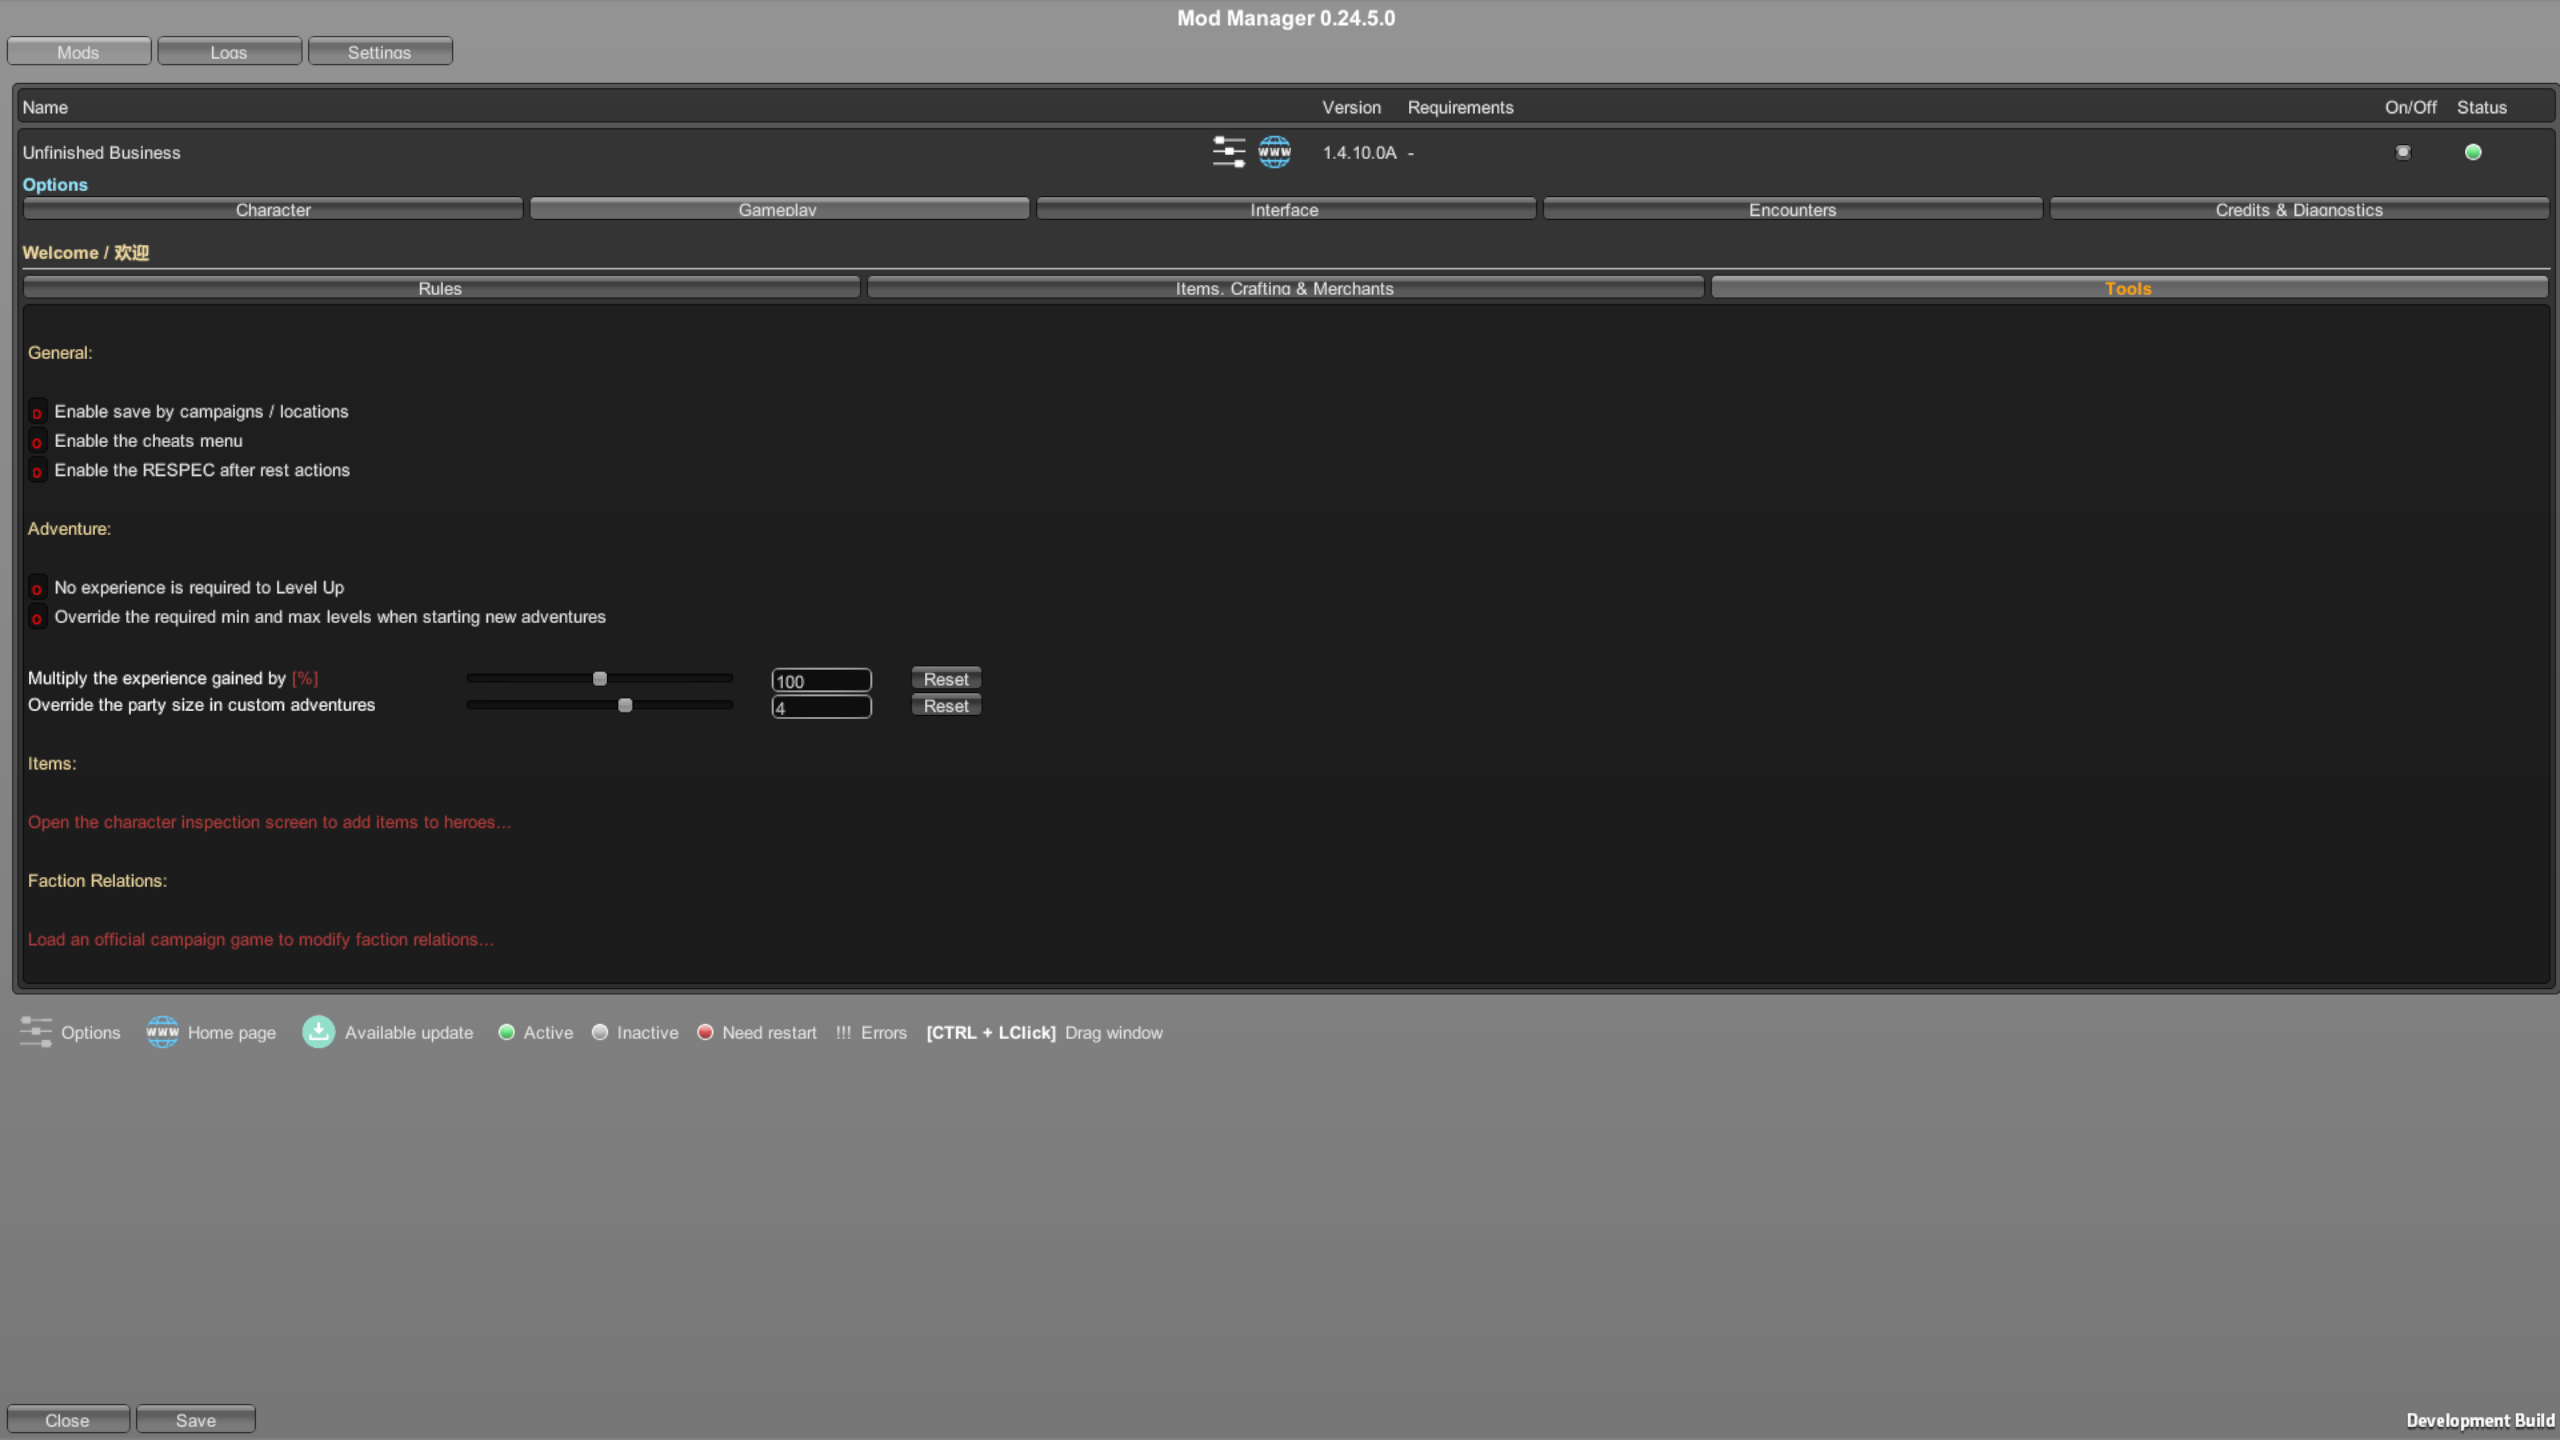 Mod Manager 0.24.5.0
Mods Logs Settings
Name Version Requirements On/Off Status
Unfinished Business www 1.4.10.0A -
Options
Character Gameplay Interface Encounters Credits & Diagnostics
Welcome / 欢迎
Rules Items, Crafting & Merchants Tools
General:
Enable save by campaigns / locations
Enable the cheats menu
Enable the RESPEC after rest actions
Adventure:
No experience is required to Level Up
Override the required min and max levels when starting new adventures
Multiply the experience gained by [%] 100 Reset
Override the party size in custom adventures 4 Reset
Items:
Open the character inspection screen to add items to heroes...
Faction Relations:
Load an official campaign game to modify faction relations...
Options www Home page Available update Active Inactive Need restart !!! Errors [CTRL + LClick] Drag window
Close Save Development Build